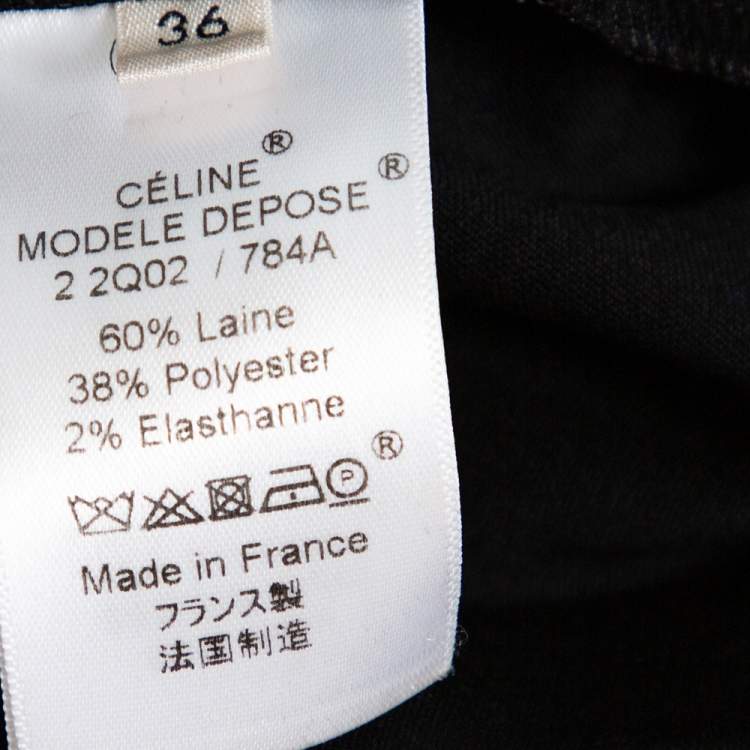 36
CÉLINE®
MODELE DEPOSE®
2 2Q02 / 784A
60% Laine
38% Polyester
2% Elasthanne
P ®
Made in France
フランス製
法国制造